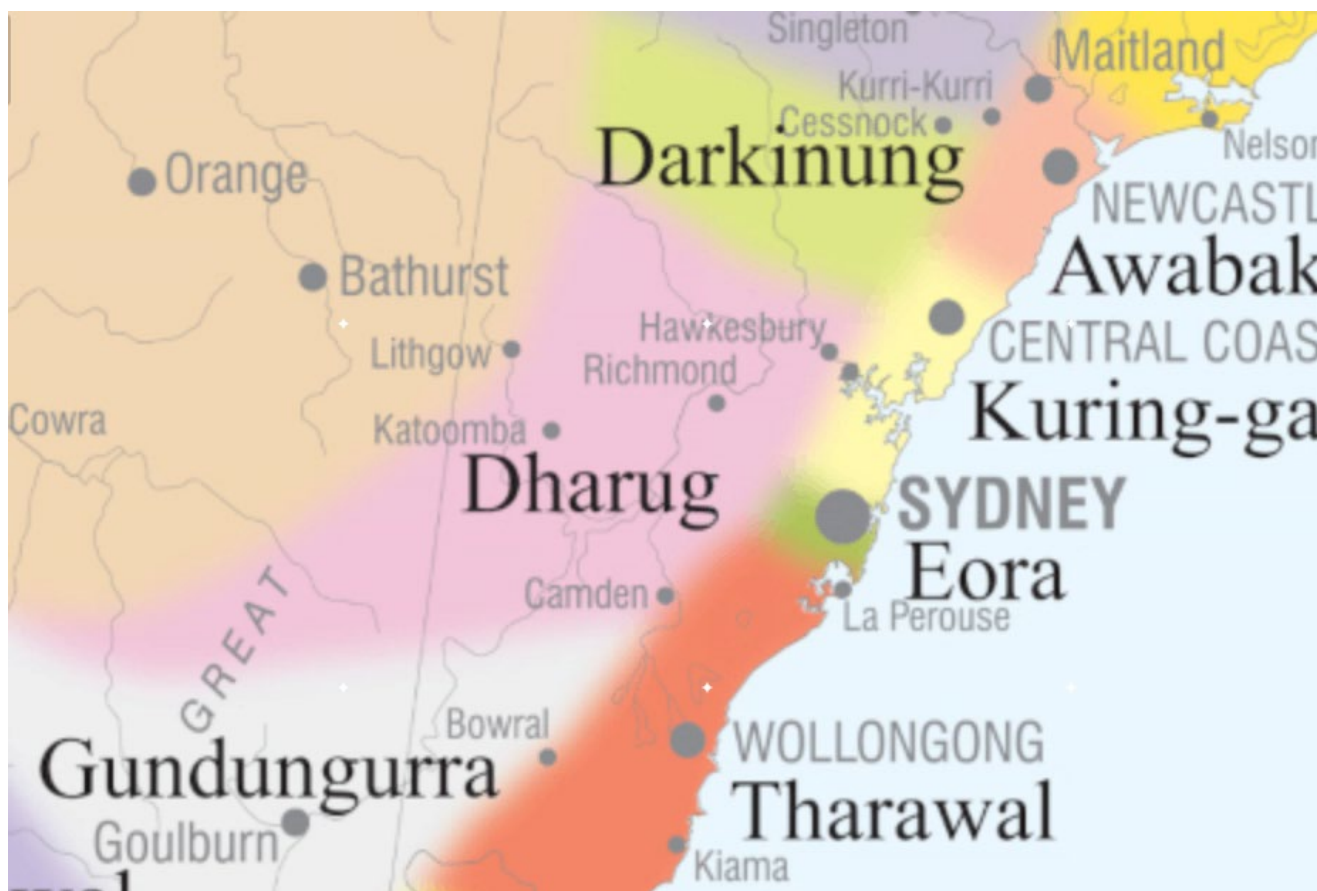 Singleton
Maitland
Kurri-Kurri
Cessnock
Nelson
Darkinung
Orange
NEWCASTL
Awabak
Bathurst
Hawkesbury
CENTRAL COAS
Lithgow
Richmond
Kuring-ga
Cowra
Katoomba
Dharug
SYDNEY
Eora
Camden
La Perouse
GREAT
Bowral
WOLLONGONG
Gundungurra
Tharawal
Goulburn
Kiama